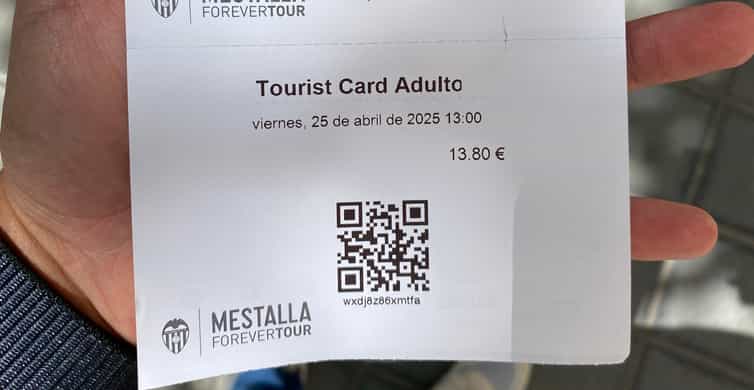 MESTALLA
FOREVERTOUR
Tourist Card Adulto
viernes, 25 de abril de 2025 13:00
13.80 €
wxdj8z86xmtfa
MESTALLA
FOREVERTOUR